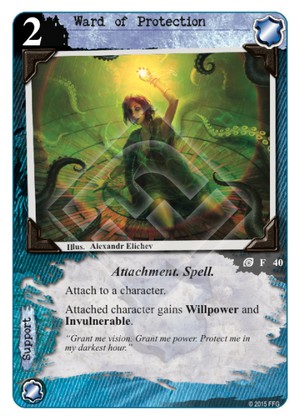 2
Ward of Protection
Illus. Alexandr Elichev
F 40
Attachment. Spell.
Attach to a character.
Attached character gains Willpower and
Invulnerable.
"Grant me vision. Grant me power. Protect me in
my darkest hour."
Support
© 2015 FFG